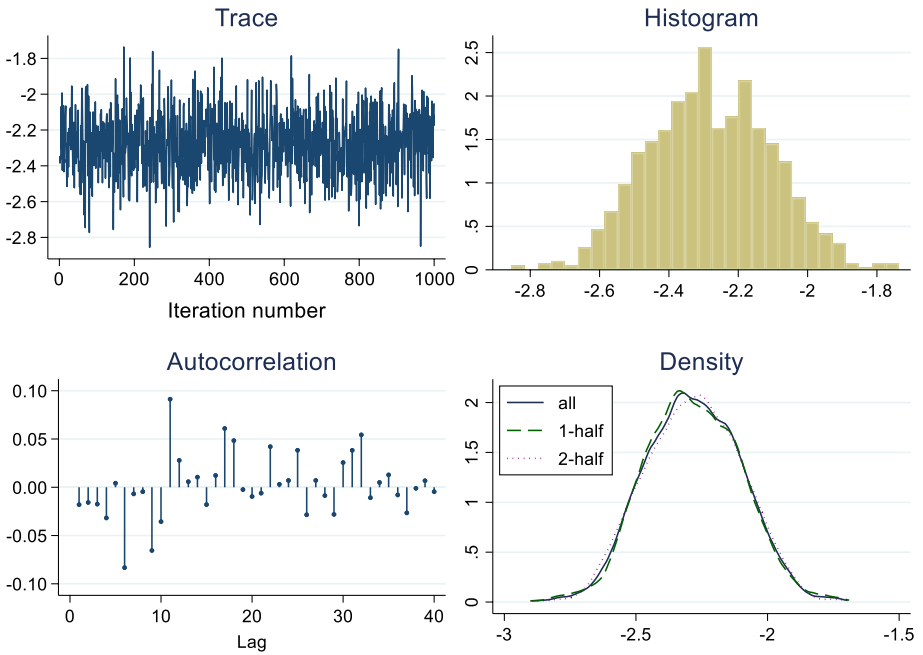 Trace
-1.8
-2
-2.2
-2.4
-2.6
-2.8
0 200 400 600 800 1000
Iteration number
Histogram
2.5
2
1.5
1
.5
0
-2.8 -2.6 -2.4 -2.2 -2 -1.8
Autocorrelation
0.10
0.05
0.00
-0.05
-0.10
0 10 20 30 40
Lag
Density
all
1-half
2-half
2
1.5
1
.5
0
-3 -2.5 -2 -1.5